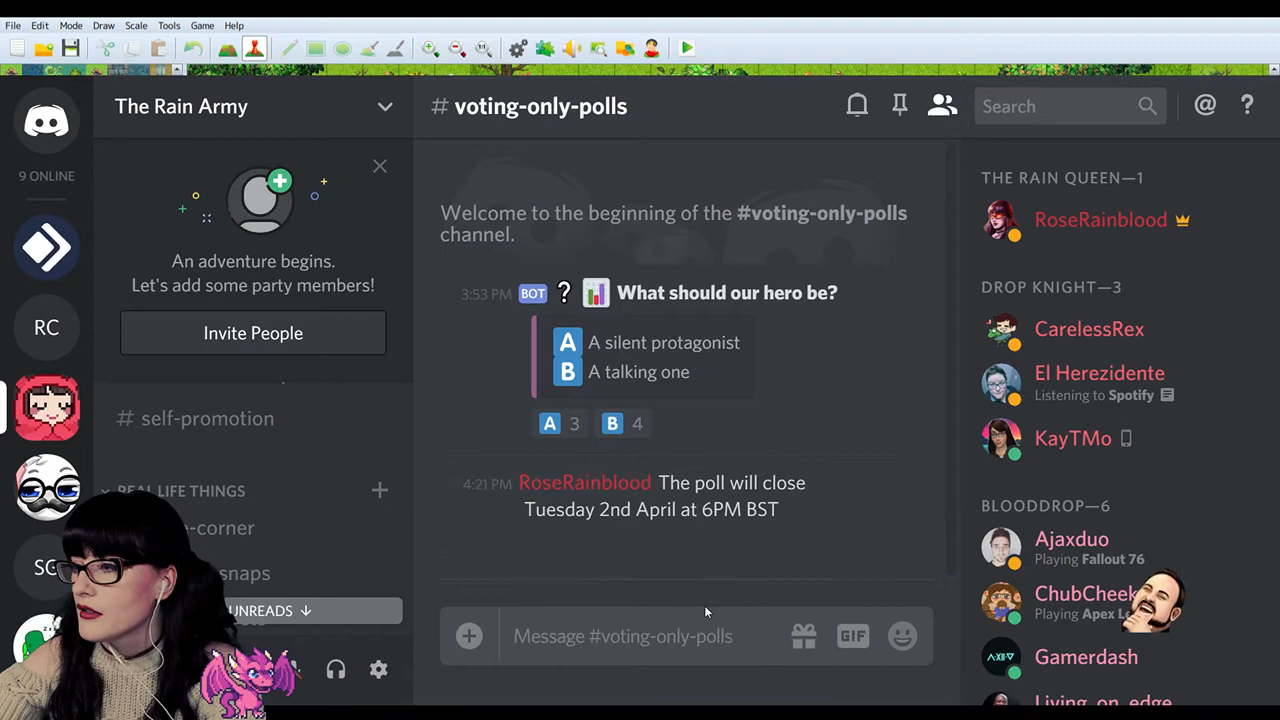 File Edit Mode Draw Scale Tools Game Help
The Rain Army
# voting-only-polls
Search
9 ONLINE
RC
An adventure begins.
Let's add some party members!
Invite People
# self-promotion
REAL LIFE THINGS
-corner
snaps
UNREADS
Welcome to the beginning of the #voting-only-polls
channel.
3:53 PM BOT ? What should our hero be?
A A silent protagonist
B A talking one
A 3 B 4
4:21 PM RoseRainblood The poll will close
Tuesday 2nd April at 6PM BST
Message #voting-only-polls
GIF
THE RAIN QUEEN—1
RoseRainblood
DROP KNIGHT—3
CarelessRex
El Herezidente
Listening to Spotify
KayTMo
BLOODDROP—6
Ajaxduo
Playing Fallout 76
ChubCheek
Playing Apex
Gamerdash
Living_on_edge